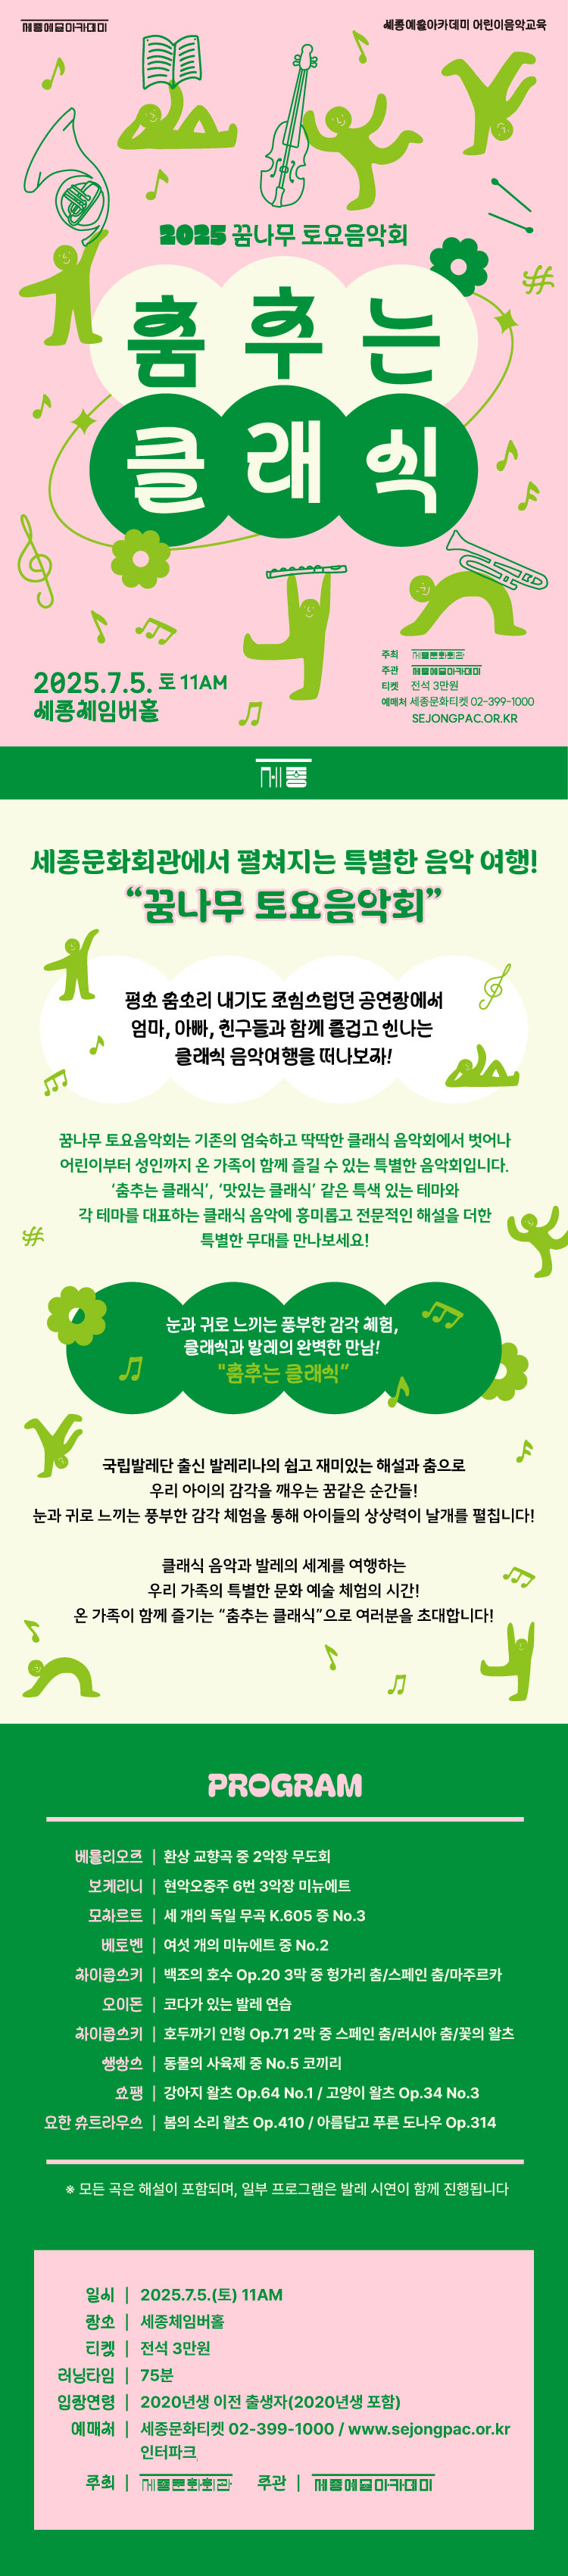 세종예술아카데미
세종예술아카데미 어린이음악교육
2025 꿈나무 토요음악회
춤추는
클래식
2025.7.5. 토 11AM
세종체임버홀
주최 세종문화회관
주관 세종예술아카데미
티켓 전석 3만원
예매처 세종문화티켓 02-399-1000
SEJONGPAC.OR.KR
세종
세종문화회관에서 펼쳐지는 특별한 음악 여행!
“꿈나무 토요음악회”
평소 숨소리 내기도 조심스럽던 공연장에서
엄마, 아빠, 친구들과 함께 즐겁고 신나는
클래식 음악여행을 떠나보자!
꿈나무 토요음악회는 기존의 엄숙하고 딱딱한 클래식 음악회에서 벗어나
어린이부터 성인까지 온 가족이 함께 즐길 수 있는 특별한 음악회입니다.
‘춤추는 클래식’, ‘맛있는 클래식’ 같은 특색 있는 테마와
각 테마를 대표하는 클래식 음악에 흥미롭고 전문적인 해설을 더한
특별한 무대를 만나보세요!
눈과 귀로 느끼는 풍부한 감각 체험,
클래식과 발레의 완벽한 만남!
"춤추는 클래식“
국립발레단 출신 발레리나의 쉽고 재미있는 해설과 춤으로
우리 아이의 감각을 깨우는 꿈같은 순간들!
눈과 귀로 느끼는 풍부한 감각 체험을 통해 아이들의 상상력이 날개를 펼칩니다!
클래식 음악과 발레의 세계를 여행하는
우리 가족의 특별한 문화 예술 체험의 시간!
온 가족이 함께 즐기는 “춤추는 클래식”으로 여러분을 초대합니다!
PROGRAM
베를리오즈 | 환상 교향곡 중 2악장 무도회
보케리니 | 현악오중주 6번 3악장 미뉴에트
모차르트 | 세 개의 독일 무곡 K.605 중 No.3
베토벤 | 여섯 개의 미뉴에트 중 No.2
차이콥스키 | 백조의 호수 Op.20 3막 중 헝가리 춤/스페인 춤/마주르카
오이돈 | 코다가 있는 발레 연습
차이콥스키 | 호두까기 인형 Op.71 2막 중 스페인 춤/러시아 춤/꽃의 왈츠
생상스 | 동물의 사육제 중 No.5 코끼리
쇼팽 | 강아지 왈츠 Op.64 No.1 / 고양이 왈츠 Op.34 No.3
요한 슈트라우스 | 봄의 소리 왈츠 Op.410 / 아름답고 푸른 도나우 Op.314
※ 모든 곡은 해설이 포함되며, 일부 프로그램은 발레 시연이 함께 진행됩니다
일시 | 2025.7.5.(토) 11AM
장소 | 세종체임버홀
티켓 | 전석 3만원
러닝타임 | 75분
입장연령 | 2020년생 이전 출생자(2020년생 포함)
예매처 | 세종문화티켓 02-399-1000 / www.sejongpac.or.kr
인터파크
주최 | 세종문화회관 주관 | 세종예술아카데미